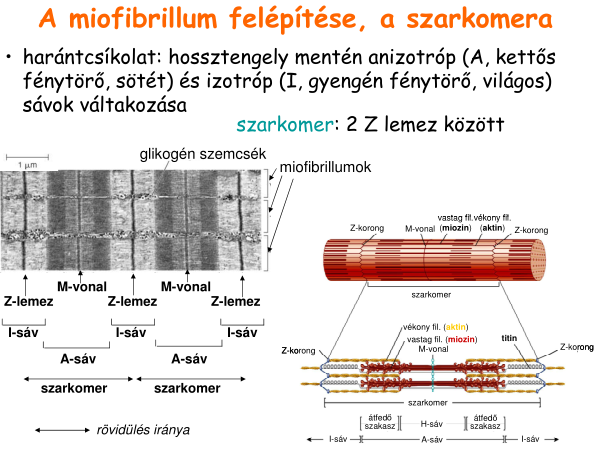 A miofibrillum felépítése, a szarkomera
• harántcsíkolat: hossztengely mentén anizotróp (A, kettős
fénytörő, sötét) és izotróp (I, gyengén fénytörő, világos)
sávok váltakozása
szarkomer: 2 Z lemez között
glikogén szemcsék
1 μm
miofibrillumok
M-vonal M-vonal
Z-lemez Z-lemez Z-lemez
I-sáv I-sáv I-sáv
A-sáv A-sáv
szarkomer szarkomer
rövidülés iránya
vastag fil. vékony fil.
Z-korong M-vonal (miozin) (aktin) Z-korong
szarkomer
vékony fil. (aktin)
vastag fil. (miozin)
M-vonal
titin
Z-korong Z-korong
szarkomer
átfedő szakasz
H-sáv
átfedő szakasz
I-sáv A-sáv I-sáv